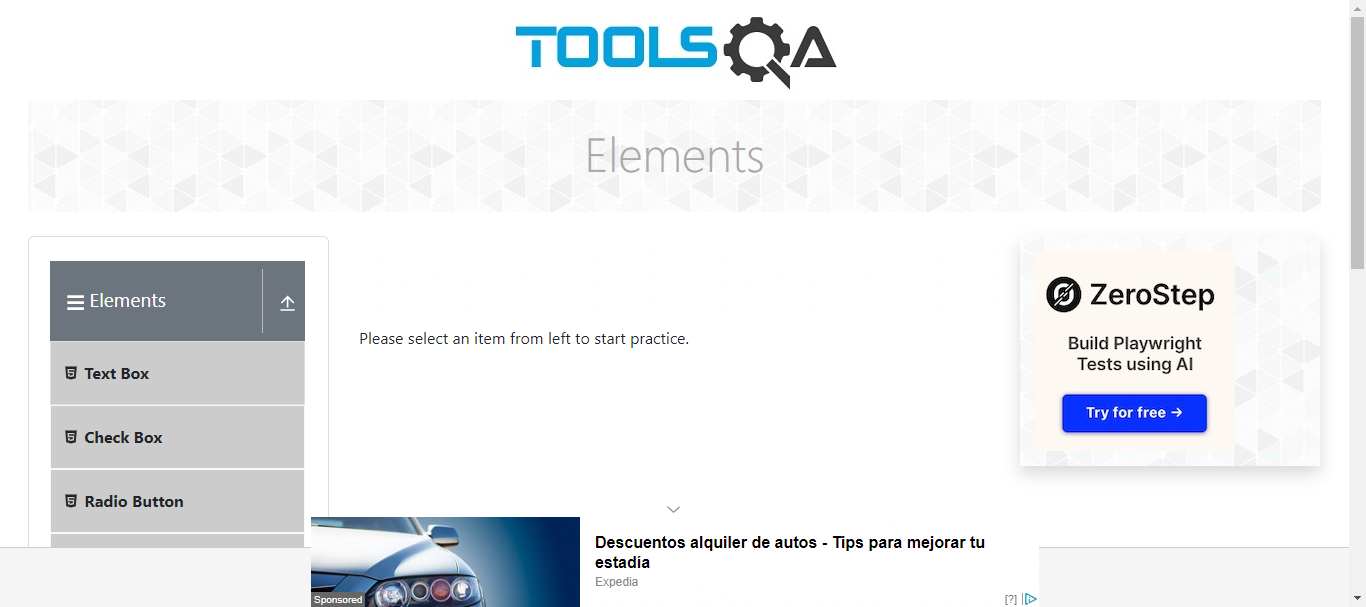 TOOLSQA
Elements
Elements
Text Box
Check Box
Radio Button
Please select an item from left to start practice.
ZeroStep
Build Playwright
Tests using AI
Try for free →
Sponsored
Descuentos alquiler de autos - Tips para mejorar tu
estadía
Expedia
[?]